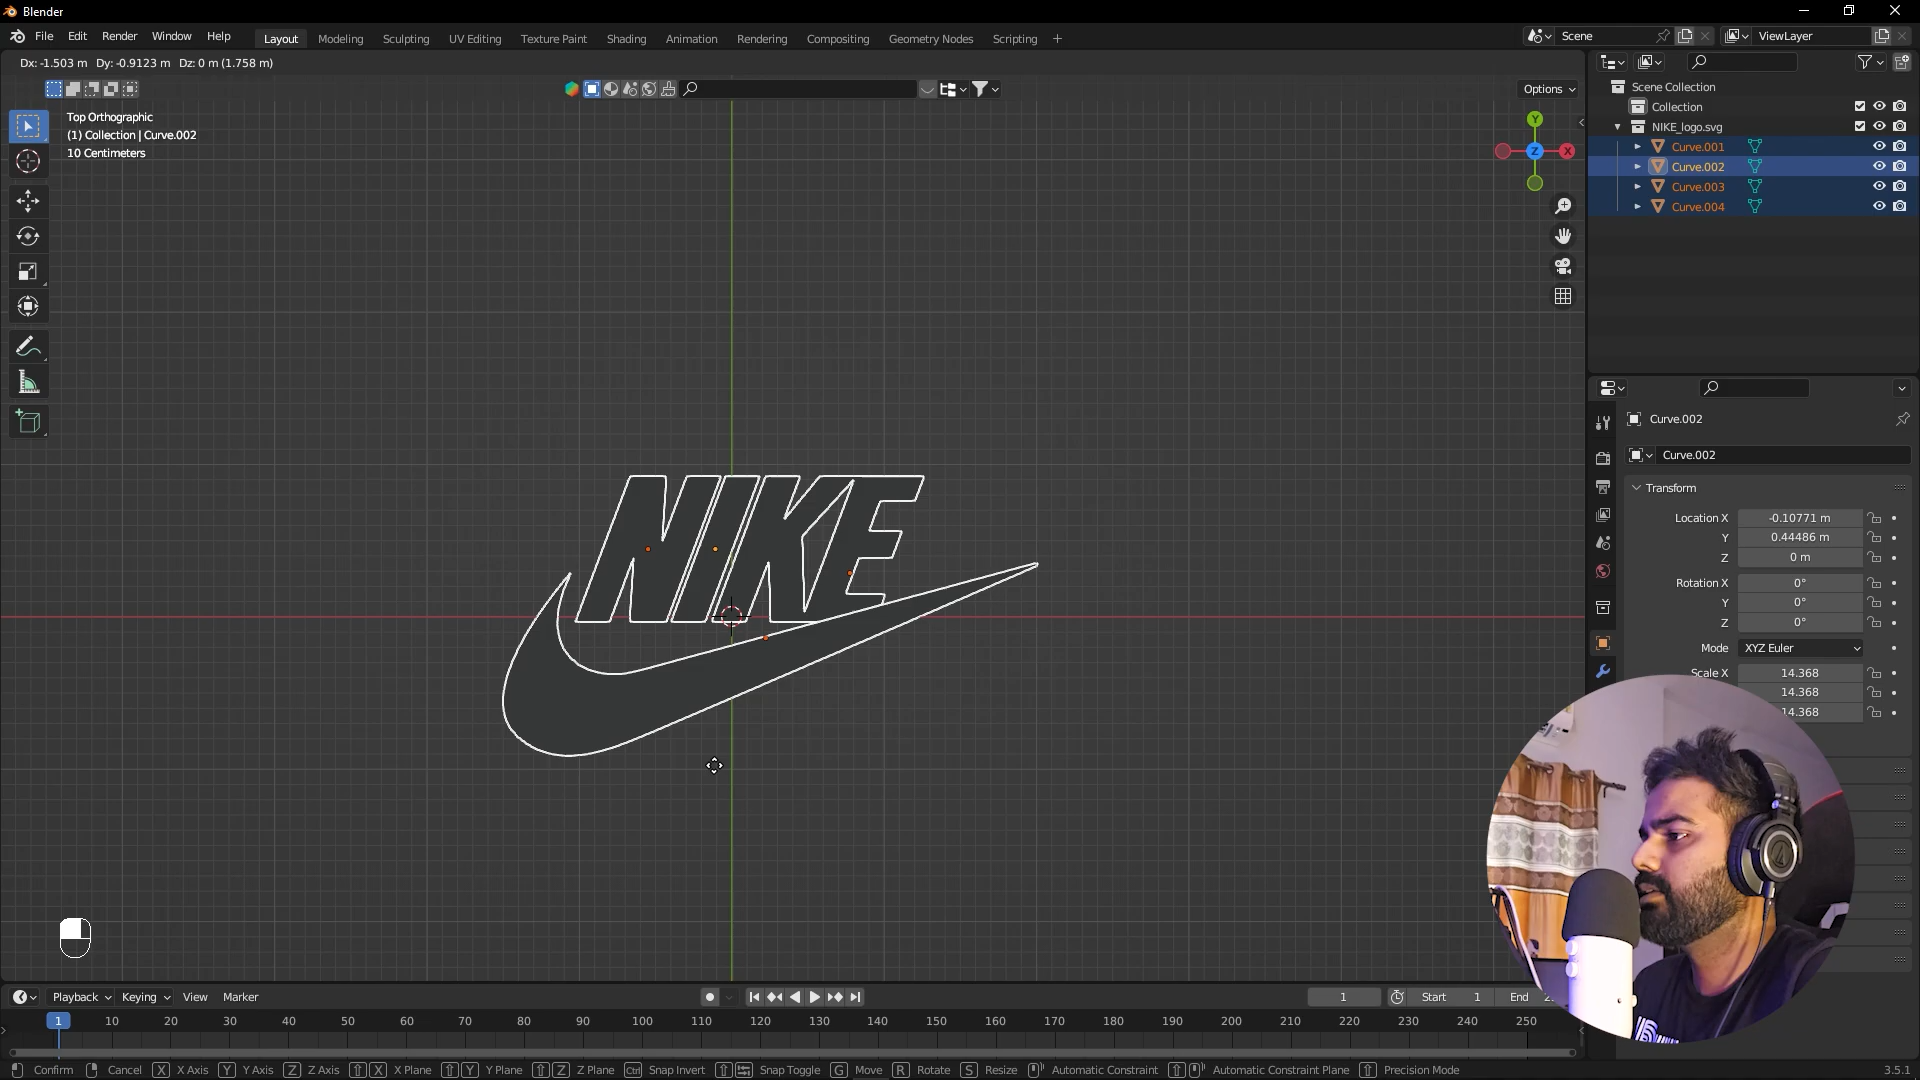 Blender
File Edit Render Window Help
Layout Modeling Sculpting UV Editing Texture Paint Shading Animation Rendering Compositing Geometry Nodes Scripting +
Scene
ViewLayer
Dx: -1.503 m Dy: -0.9123 m Dz: 0 m (1.758 m)
Options
Top Orthographic
(1) Collection | Curve.002
10 Centimeters
Y
Z
X
Scene Collection
Collection
NIKE_logo.svg
Curve.001
Curve.002
Curve.003
Curve.004
NIKE
Curve.002
Curve.002
Transform
Location X -0.10771 m
Y 0.44486 m
Z 0 m
Rotation X 0°
Y 0°
Z 0°
Mode XYZ Euler
Scale X 14.368
14.368
14.368
Playback Keying View Marker
1
Start 1
End
1 10 20 30 40 50 60 70 80 90 100 110 120 130 140 150 160 170 180 190 200 210 220 230 240 250
Confirm Cancel X X Axis Y Y Axis Z Z Axis X X Plane Y Y Plane Z Z Plane Ctrl Snap Invert Snap Toggle G Move R Rotate S Resize Automatic Constraint Automatic Constraint Plane Precision Mode
3.5.1